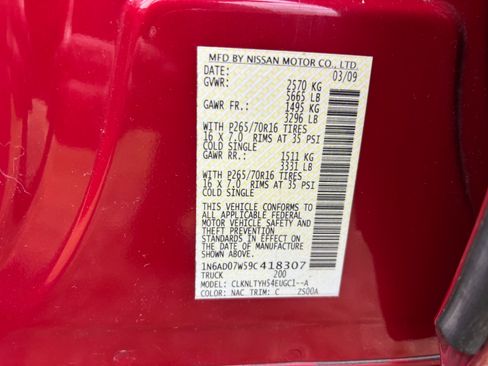 MFD BY NISSAN MOTOR CO., LTD.
DATE: 03/09
GVWR: 2570 KG
5665 LB
GAWR FR.: 1495 KG
3296 LB
WITH P265/70R16 TIRES
16 X 7.0 RIMS AT 35 PSI
COLD SINGLE
GAWR RR.: 1511 KG
3331 LB
WITH P265/70R16 TIRES
16 X 7.0 RIMS AT 35 PSI
COLD SINGLE
THIS VEHICLE CONFORMS TO
ALL APPLICABLE FEDERAL
MOTOR VEHICLE SAFETY AND
THEFT PREVENTION
STANDARDS IN EFFECT ON
THE DATE OF MANUFACTURE
SHOWN ABOVE
1N6AD07W59C418307
TRUCK 200
MODEL: CLKNLTYH54EUGCI--A
COLOR: NAC TRIM: C ZS00A